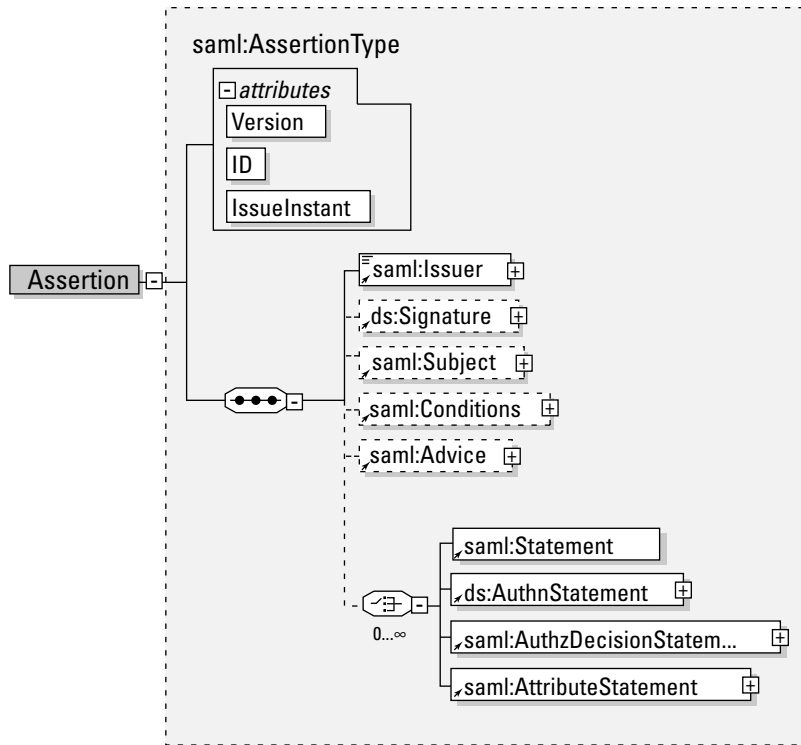 saml:AssertionType
attributes
Version
ID
IssueInstant
Assertion
saml:Issuer
ds:Signature
saml:Subject
saml:Conditions
saml:Advice
saml:Statement
ds:AuthnStatement
0...∞
saml:AuthzDecisionStatem...
saml:AttributeStatement